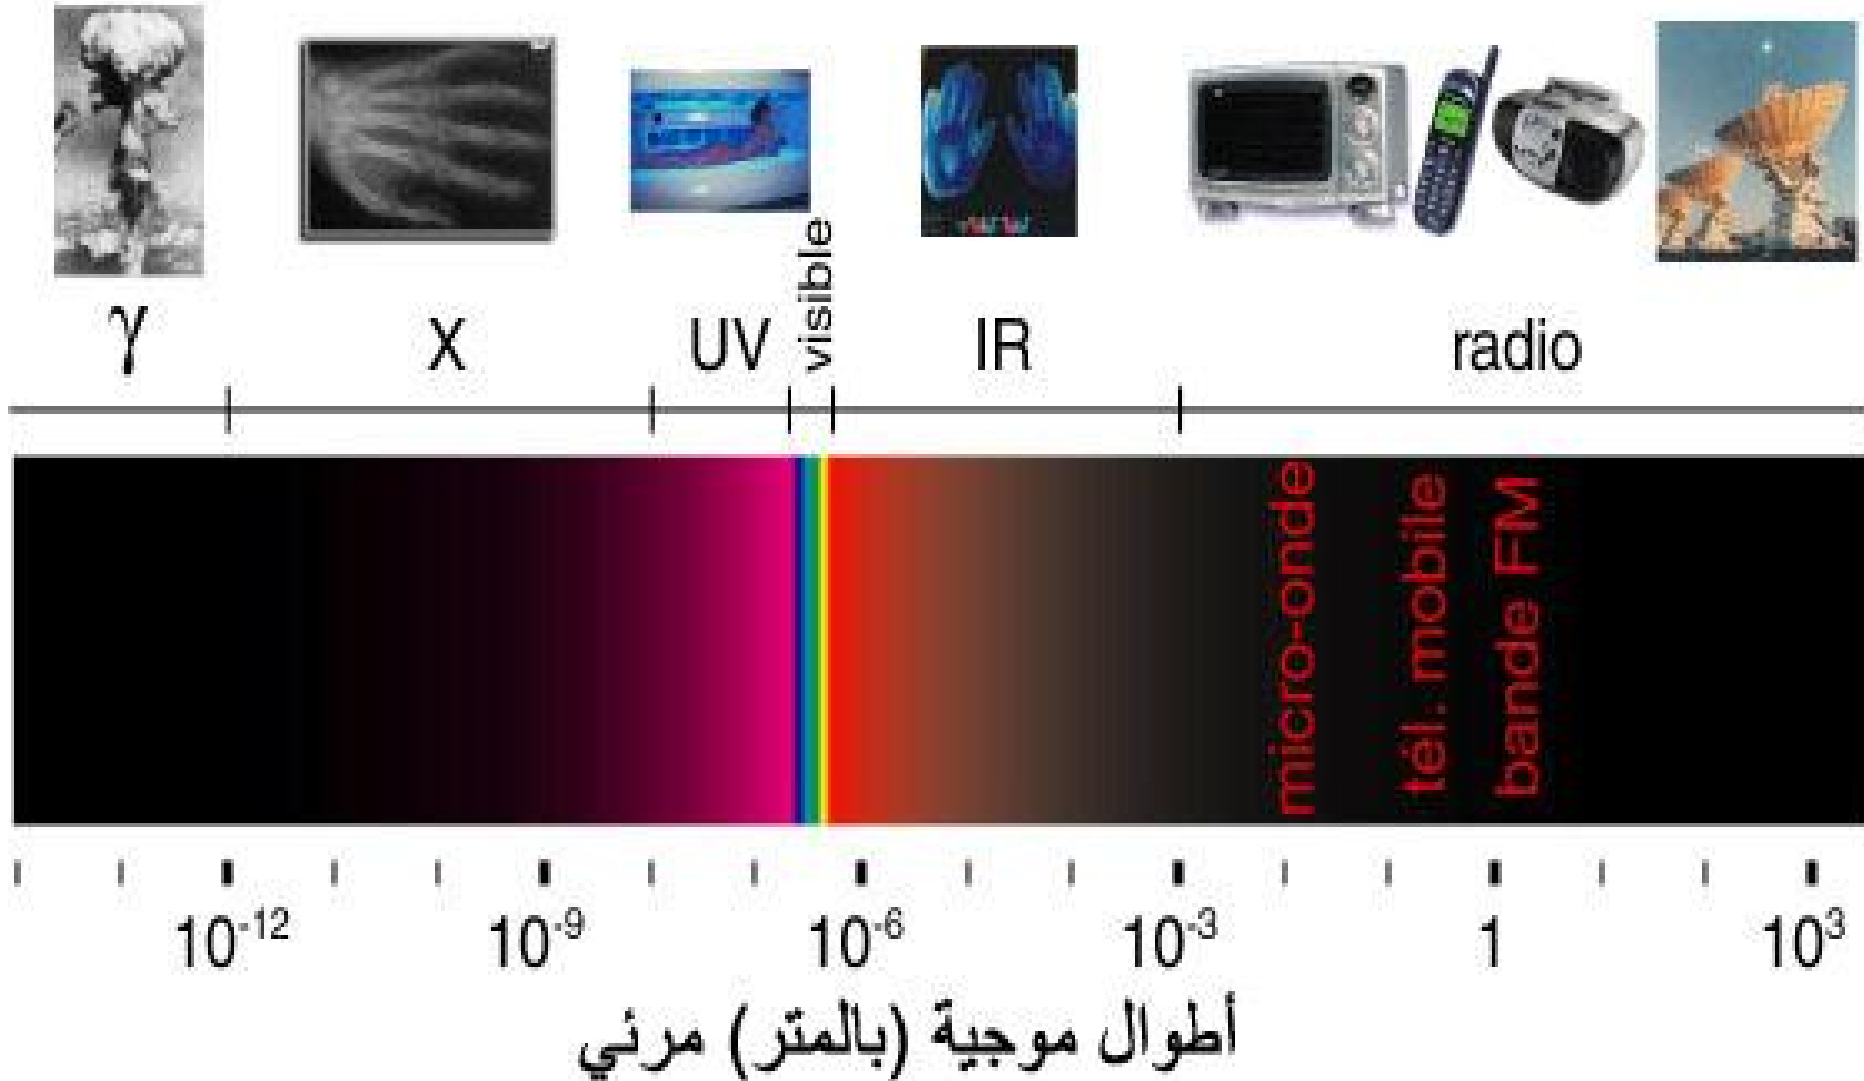 γ X UV visible IR radio
micro-onde tél. mobile bande FM
10⁻¹² 10⁻⁹ 10⁻⁶ 10⁻³ 1 10³
أطوال موجية (بالمتر) مرئي